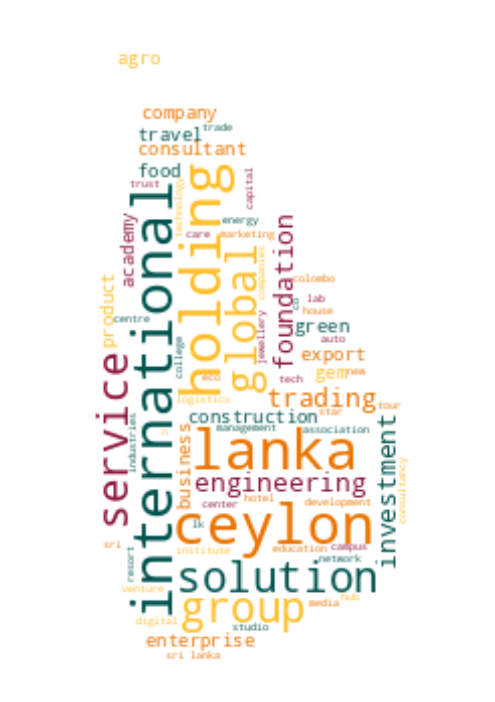 agro
company
trade
travel
consultant
food
trust
technology
capital
international
holding
academy
energy
care
marketing
foundation
global
companies
product
colombo
co
lab
house
centre
green
jewellery
auto
college
export
service
gem
new
eco
tech
trading
logistics
tour
star
construction
business
management
association
investment
industries
lanka
consultancy
engineering
hotel
center
development
ceylon
lk
sri
institute
education
campus
network
resort
solution
venture
group
hub
media
digital
studio
enterprise
sri lanka